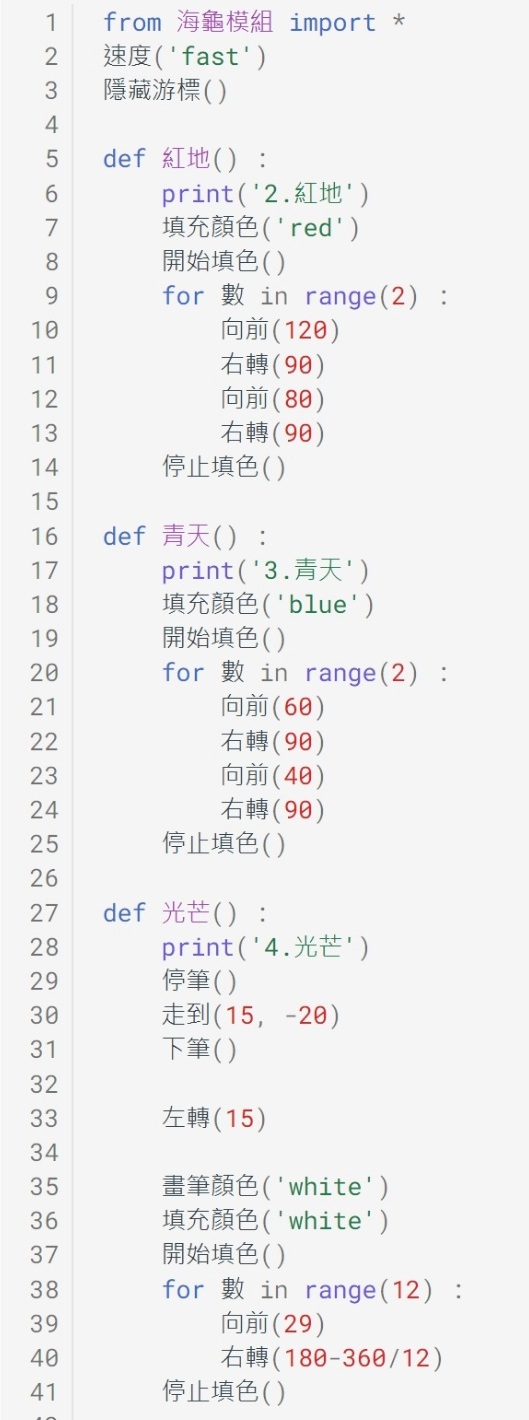 1 from 海龜模組 import *
2 速度('fast')
3 隱藏游標()
4
5 def 紅地() :
6     print('2.紅地')
7     填充顏色('red')
8     開始填色()
9     for 數 in range(2) :
10         向前(120)
11         右轉(90)
12         向前(80)
13         右轉(90)
14     停止填色()
15
16 def 青天() :
17     print('3.青天')
18     填充顏色('blue')
19     開始填色()
20     for 數 in range(2) :
21         向前(60)
22         右轉(90)
23         向前(40)
24         右轉(90)
25     停止填色()
26
27 def 光芒() :
28     print('4.光芒')
29     停筆()
30     走到(15, -20)
31     下筆()
32
33     左轉(15)
34
35     畫筆顏色('white')
36     填充顏色('white')
37     開始填色()
38     for 數 in range(12) :
39         向前(29)
40         右轉(180-360/12)
41     停止填色()